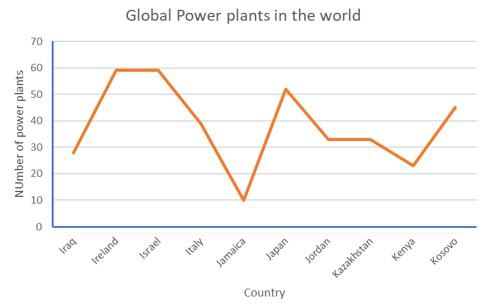 Global Power plants in the world
NUmber of power plants
70
60
50
40
30
20
10
0
Iraq
Ireland
Israel
Italy
Jamaica
Japan
Jordan
Kazakhstan
Kenya
Kosovo
Country